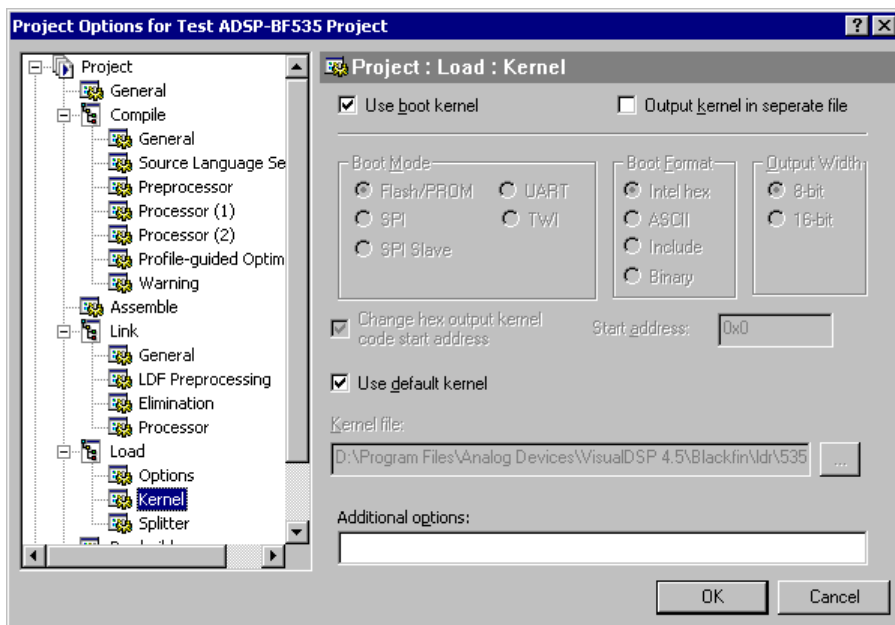 Project Options for Test ADSP-BF535 Project
Project
General
Compile
General
Source Language Se
Preprocessor
Processor (1)
Processor (2)
Profile-guided Optim
Warning
Assemble
Link
General
LDF Preprocessing
Elimination
Processor
Load
Options
Kernel
Splitter
Project : Load : Kernel
Use boot kernel
Output kernel in seperate file
Boot Mode
Flash/PROM
UART
SPI
TWI
SPI Slave
Boot Format
Intel hex
ASCII
Include
Binary
Output Width
8-bit
16-bit
Change hex output kernel
code start address
Start address:
0x0
Use default kernel
Kernel file:
D:\Program Files\Analog Devices\VisualDSP 4.5\Blackfin\ldr\535
...
Additional options:
OK
Cancel